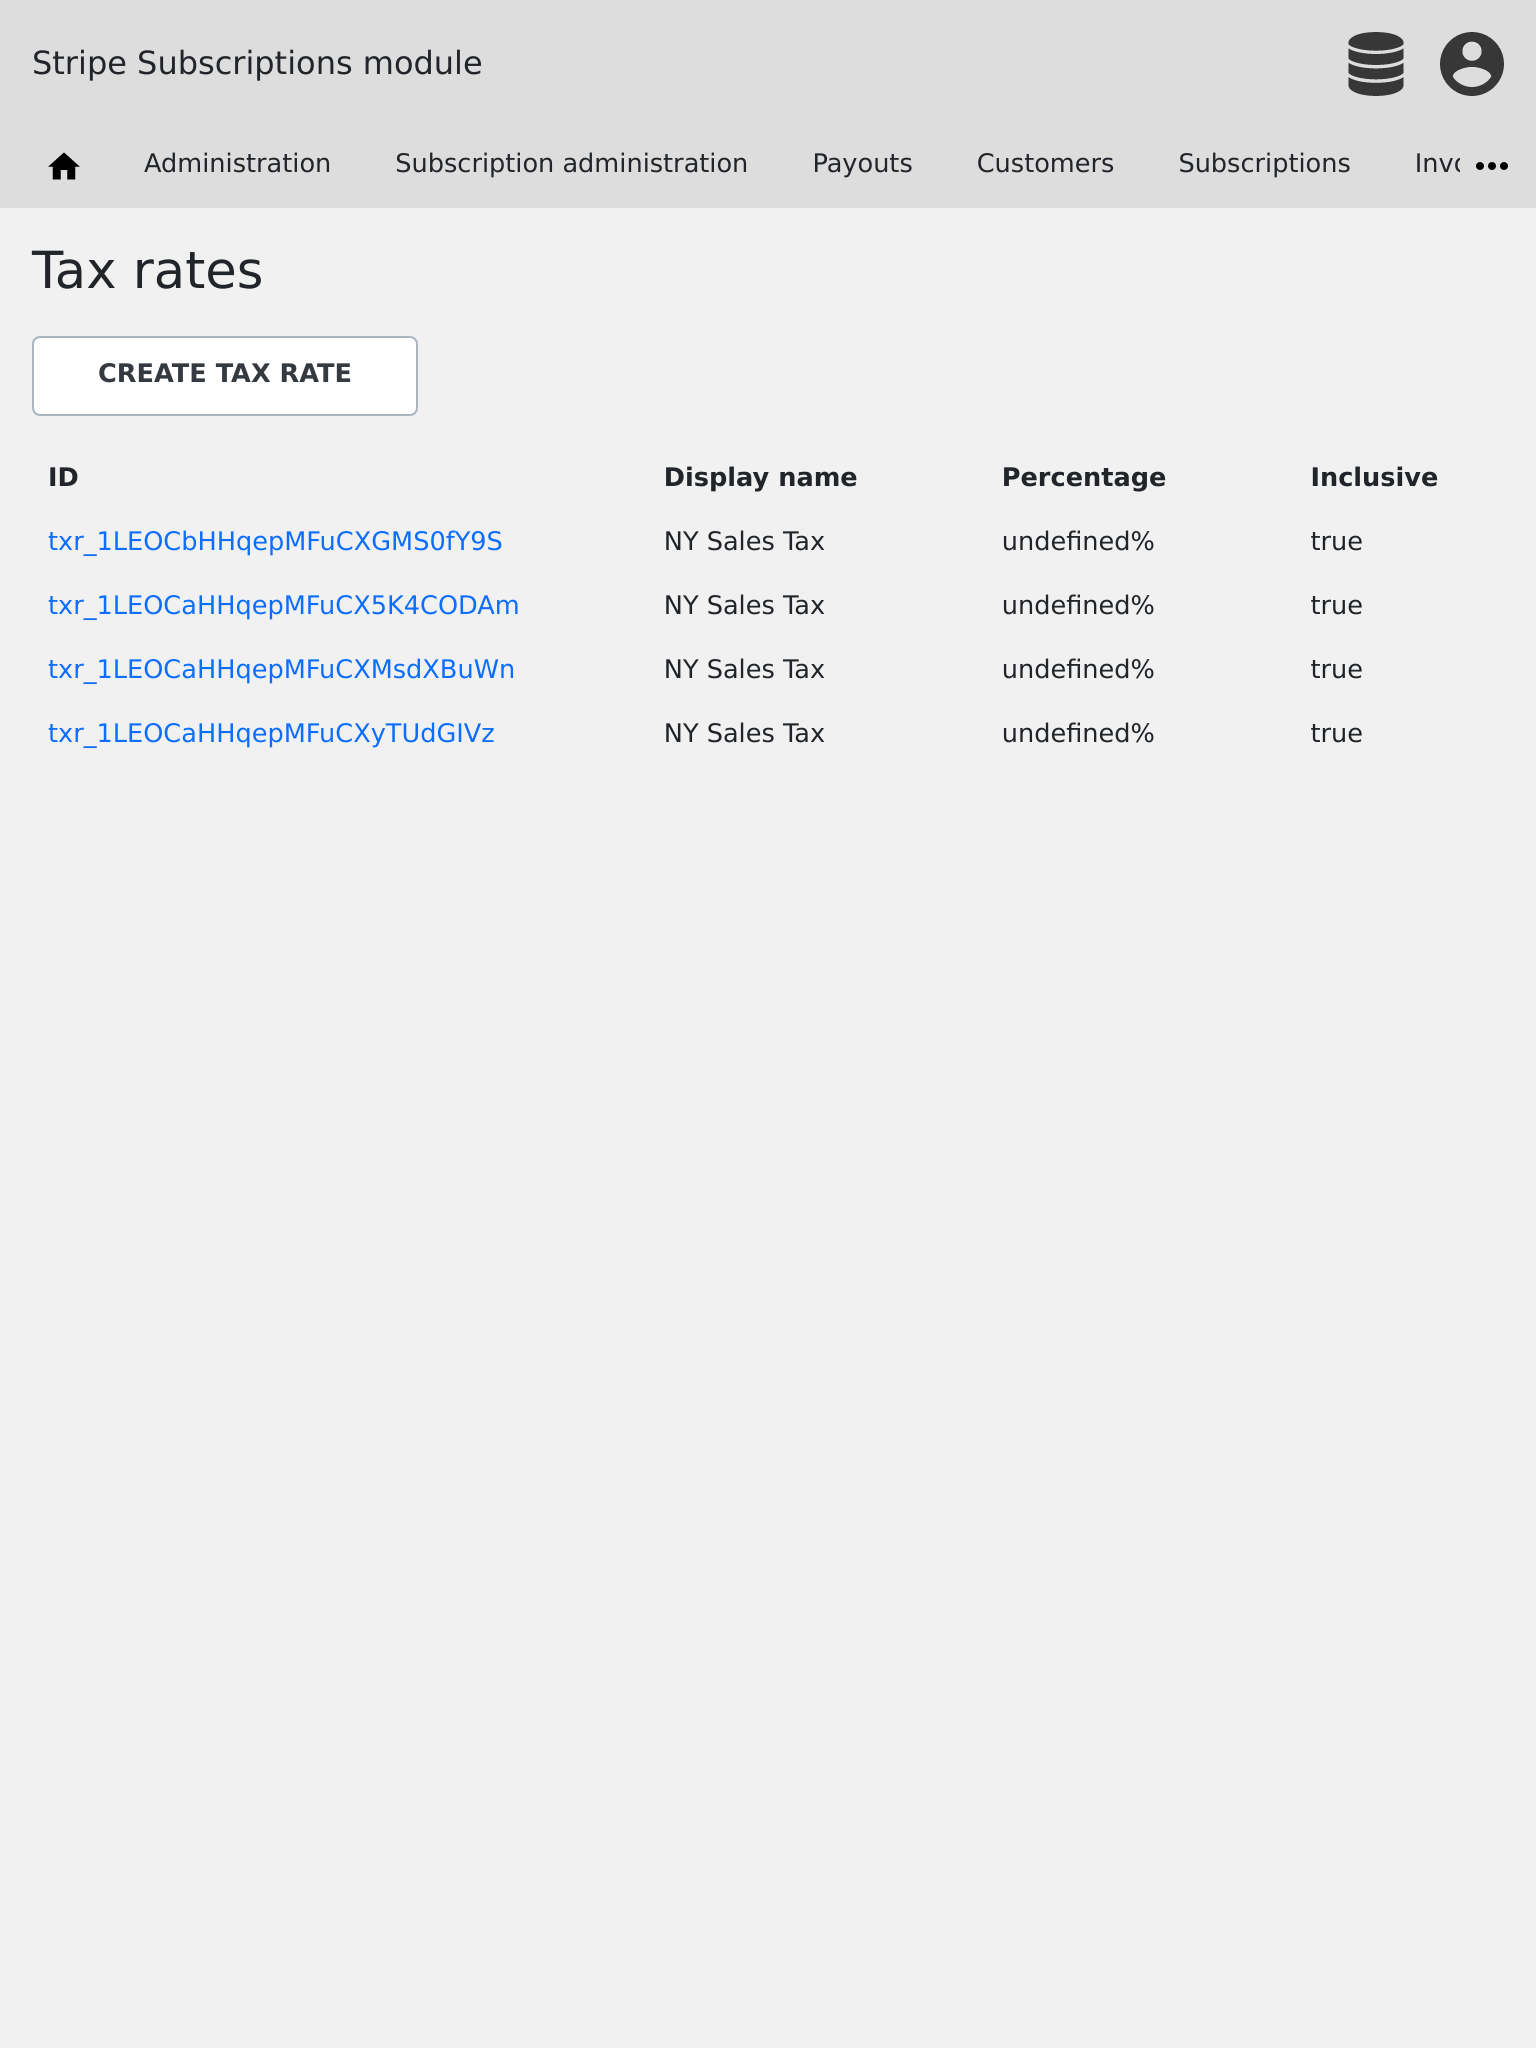 Stripe Subscriptions module
Administration Subscription administration Payouts Customers Subscriptions
Tax rates
CREATE TAX RATE
ID Display name Percentage Inclusive
txr_1LEOCbHHqepMFuCXGMS0fY9S NY Sales Tax undefined% true
txr_1LEOCaHHqepMFuCX5K4CODAm NY Sales Tax undefined% true
txr_1LEOCaHHqepMFuCXMsdXBuWn NY Sales Tax undefined% true
txr_1LEOCaHHqepMFuCXyTUdGIVz NY Sales Tax undefined% true